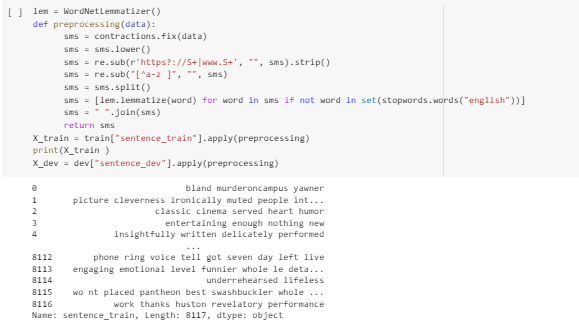 [ ] lem = WordNetLemmatizer()
def preprocessing(data):
sms = contractions.fix(data)
sms = sms.lower()
sms = re.sub(r'https?://S+|www.S+', "", sms).strip()
sms = re.sub("[^a-z ]", "", sms)
sms = sms.split()
sms = [lem.lemmatize(word) for word in sms if not word in set(stopwords.words("english"))]
sms = " ".join(sms)
return sms
X_train = train["sentence_train"].apply(preprocessing)
print(X_train )
X_dev = dev["sentence_dev"].apply(preprocessing)
0 bland murderoncampus yawner
1 picture cleverness ironically muted people int...
2 classic cinema served heart humor
3 entertaining enough nothing new
4 insightfully written delicately performed
...
8112 phone ring voice tell got seven day left live
8113 engaging emotional level funnier whole le deta...
8114 underrehearsed lifeless
8115 wo nt placed pantheon best swashbuckler whole ...
8116 work thanks huston revelatory performance
Name: sentence_train, Length: 8117, dtype: object